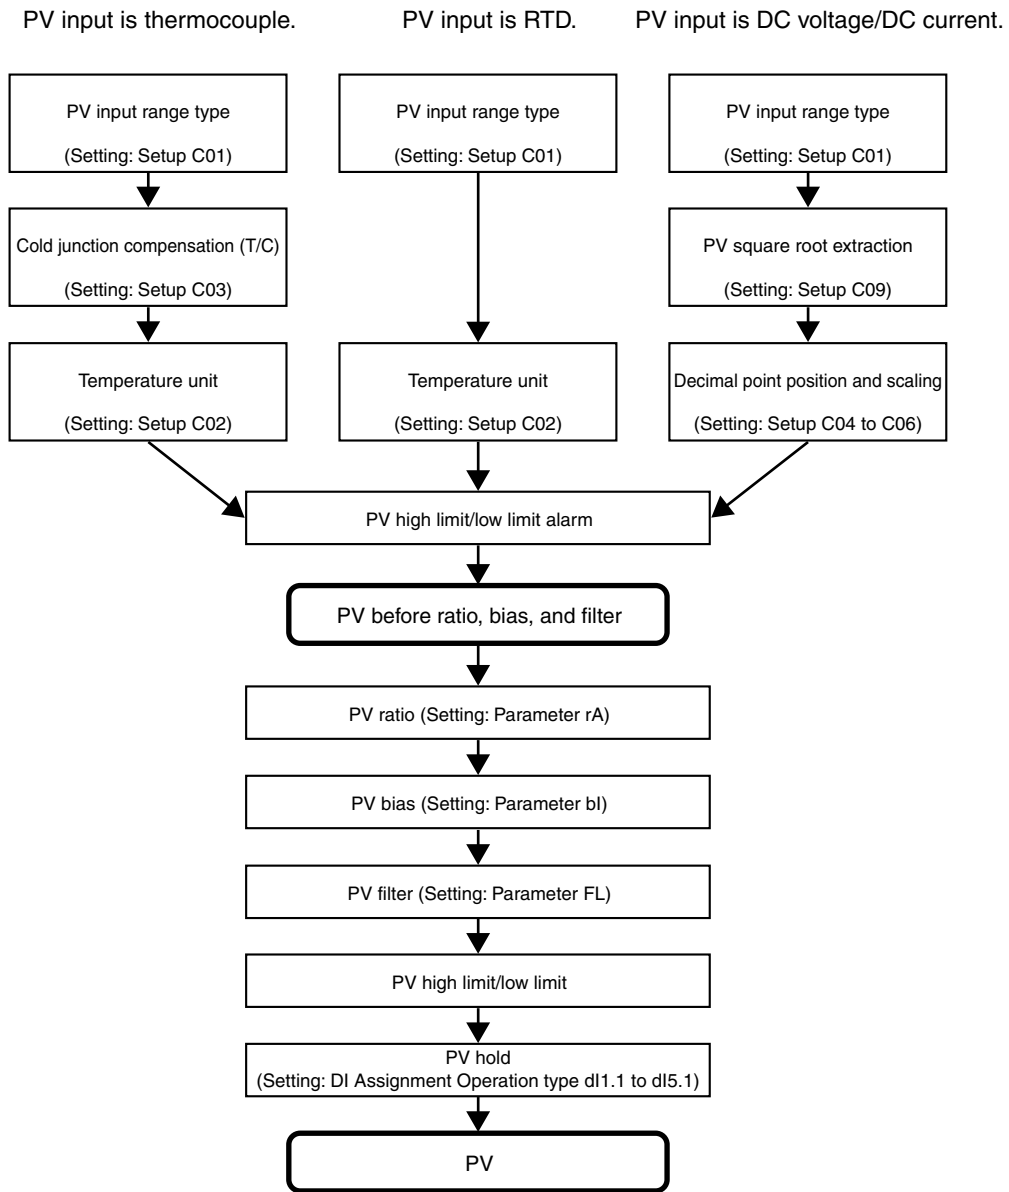 PV input is thermocouple.
PV input is RTD.
PV input is DC voltage/DC current.
PV input range type
(Setting: Setup C01)
PV input range type
(Setting: Setup C01)
PV input range type
(Setting: Setup C01)
Cold junction compensation (T/C)
(Setting: Setup C03)
PV square root extraction
(Setting: Setup C09)
Temperature unit
(Setting: Setup C02)
Temperature unit
(Setting: Setup C02)
Decimal point position and scaling
(Setting: Setup C04 to C06)
PV high limit/low limit alarm
PV before ratio, bias, and filter
PV ratio (Setting: Parameter rA)
PV bias (Setting: Parameter bI)
PV filter (Setting: Parameter FL)
PV high limit/low limit
PV hold
(Setting: DI Assignment Operation type dI1.1 to dI5.1)
PV